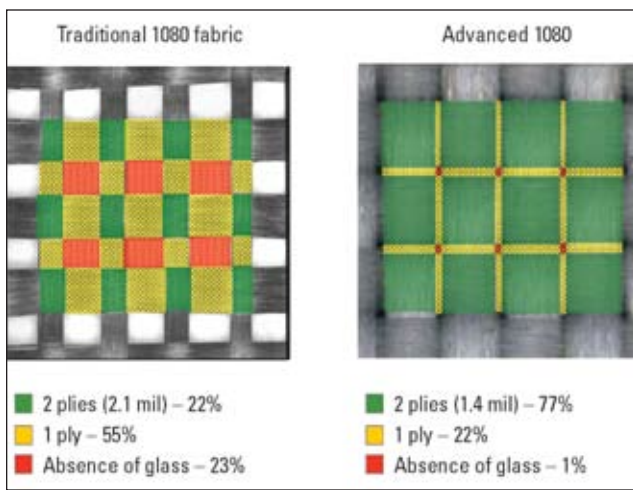 Traditional 1080 fabric
Advanced 1080
2 plies (2.1 mil) – 22%
1 ply – 55%
Absence of glass – 23%
2 plies (1.4 mil) – 77%
1 ply – 22%
Absence of glass – 1%